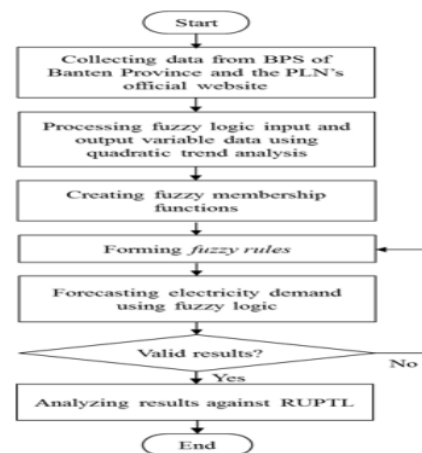 Start
Collecting data from BPS of
Banten Province and the PLN's
official website
Processing fuzzy logic input and
output variable data using
quadratic trend analysis
Creating fuzzy membership
functions
Forming fuzzy rules
Forecasting electricity demand
using fuzzy logic
Valid results?
No
Yes
Analyzing results against RUPTL
End